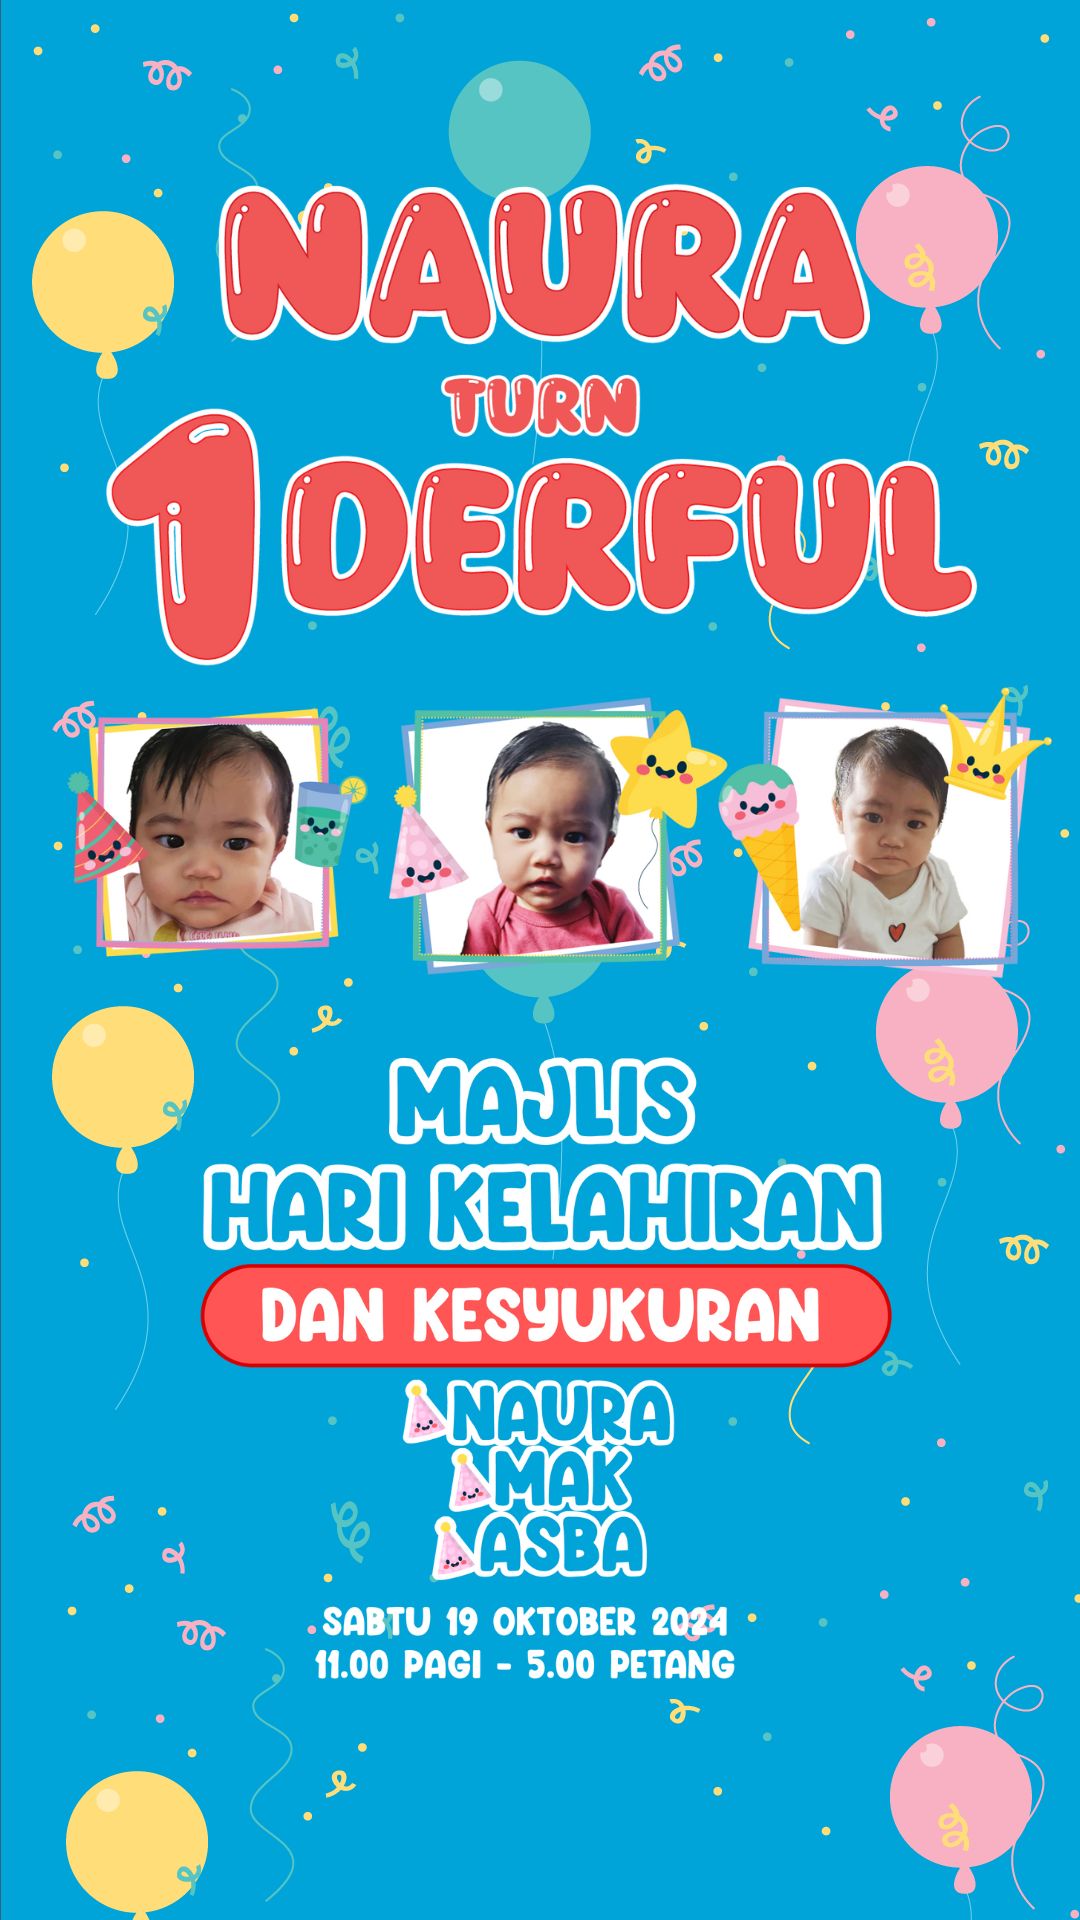 NAURA
TURN
1DERFUL
MAJLIS
HARI KELAHIRAN
DAN KESYUKURAN
NAURA
MAK
ASBA
SABTU 19 OKTOBER 2024
11.00 PAGI - 5.00 PETANG